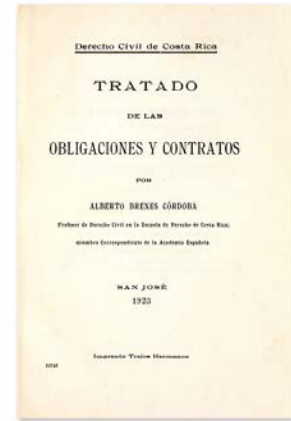 Derecho Civil de Costa Rica
TRATADO
DE LAS
OBLIGACIONES Y CONTRATOS
POR
ALBERTO BRENES CÓRDOBA
Profesor de Derecho Civil en la Escuela de Derecho de Costa Rica;
miembro Correspondiente de la Academia Española
SAN JOSÉ
1923
Imprenta Trejos Hermanos